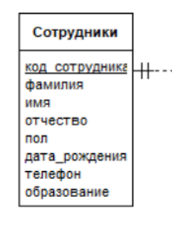 Сотрудники
код_сотрудника
фамилия
имя
отчество
пол
дата_рождения
телефон
образование